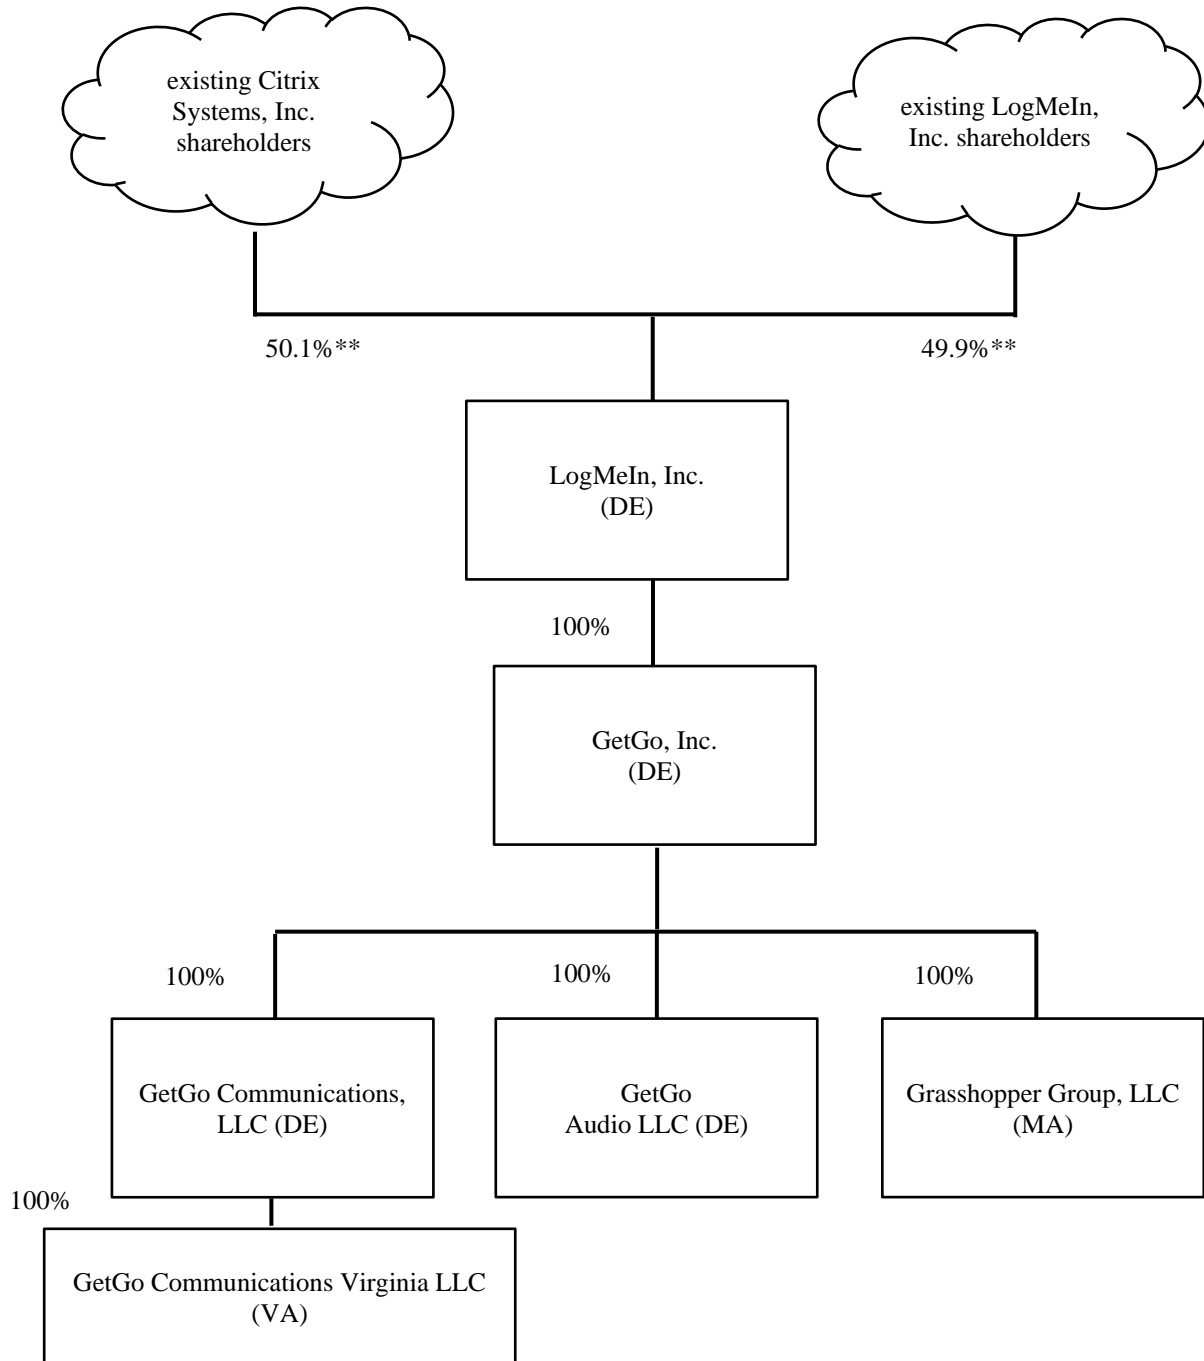 existing Citrix
Systems, Inc.
shareholders
existing LogMeIn,
Inc. shareholders
50.1%**
49.9%**
LogMeIn, Inc.
(DE)
100%
GetGo, Inc.
(DE)
100%
100%
100%
GetGo Communications,
LLC (DE)
GetGo
Audio LLC (DE)
Grasshopper Group, LLC
(MA)
100%
GetGo Communications Virginia LLC
(VA)